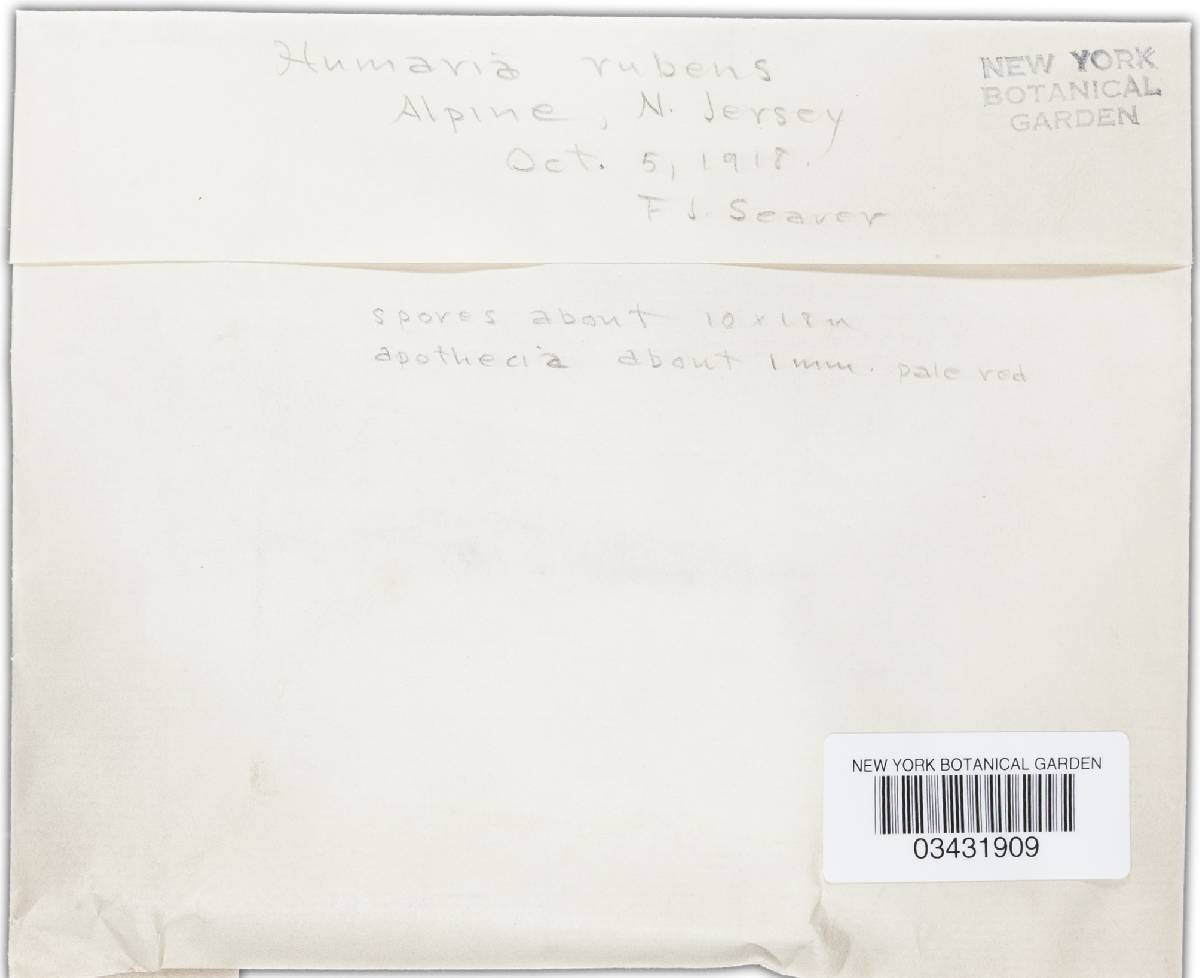 Humaria rubens
Alpine, N. Jersey
Oct. 5, 1918.
F J. Seaver
NEW YORK
BOTANICAL
GARDEN
spores about 10 x 18 µ
apothecia about 1 mm. pale red
NEW YORK BOTANICAL GARDEN
03431909